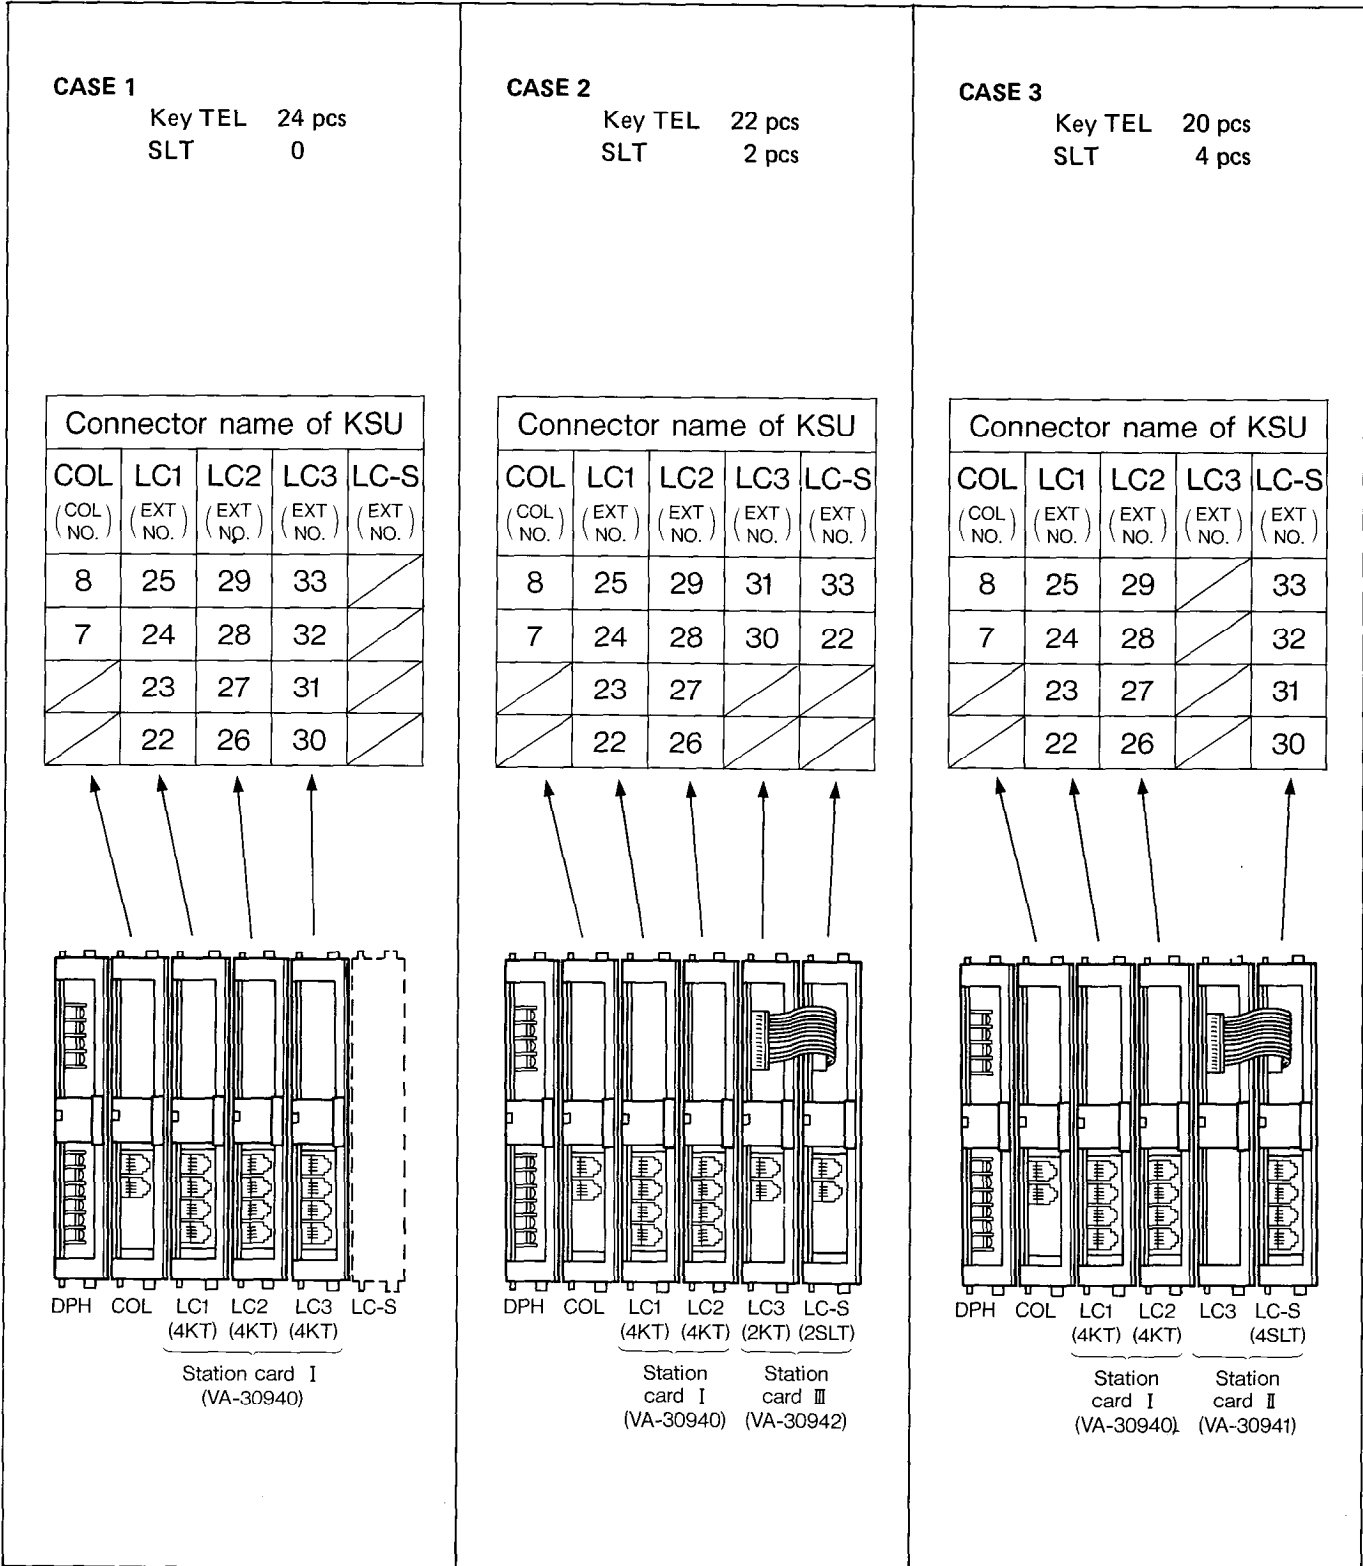 CASE 1
Key TEL 24 pcs
SLT 0
Connector name of KSU
COL LC1 LC2 LC3 LC-S
(COL NO.) (EXT NO.) (EXT NO.) (EXT NO.) (EXT NO.)
8 25 29 33
7 24 28 32
23 27 31
22 26 30
DPH COL LC1 LC2 LC3 LC-S
(4KT) (4KT) (4KT)
Station card I
(VA-30940)
CASE 2
Key TEL 22 pcs
SLT 2 pcs
Connector name of KSU
COL LC1 LC2 LC3 LC-S
(COL NO.) (EXT NO.) (EXT NO.) (EXT NO.) (EXT NO.)
8 25 29 31 33
7 24 28 30 22
23 27
22 26
DPH COL LC1 LC2 LC3 LC-S
(4KT) (4KT) (2KT) (2SLT)
Station card I
(VA-30940)
Station card III
(VA-30942)
CASE 3
Key TEL 20 pcs
SLT 4 pcs
Connector name of KSU
COL LC1 LC2 LC3 LC-S
(COL NO.) (EXT NO.) (EXT NO.) (EXT NO.) (EXT NO.)
8 25 29 33
7 24 28 32
23 27 31
22 26 30
DPH COL LC1 LC2 LC3 LC-S
(4KT) (4KT) (4SLT)
Station card I
(VA-30940)
Station card II
(VA-30941)